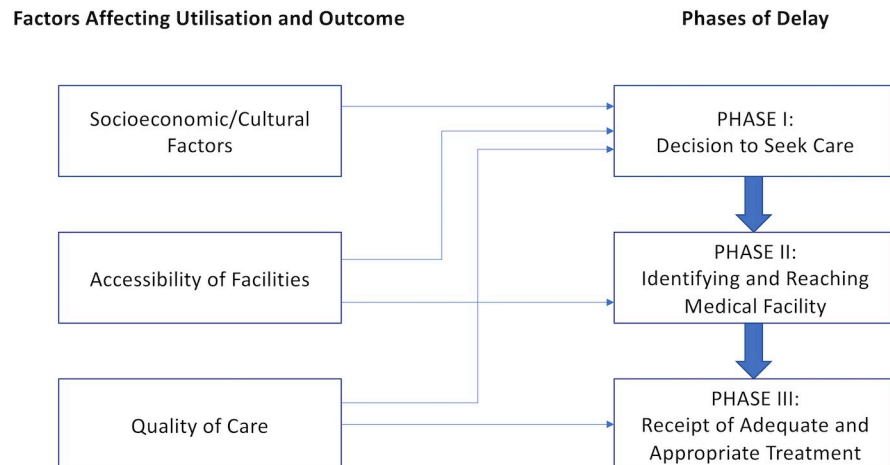 Factors Affecting Utilisation and Outcome
Phases of Delay
Socioeconomic/Cultural
Factors
PHASE I:
Decision to Seek Care
Accessibility of Facilities
PHASE II:
Identifying and Reaching
Medical Facility
Quality of Care
PHASE III:
Receipt of Adequate and
Appropriate Treatment